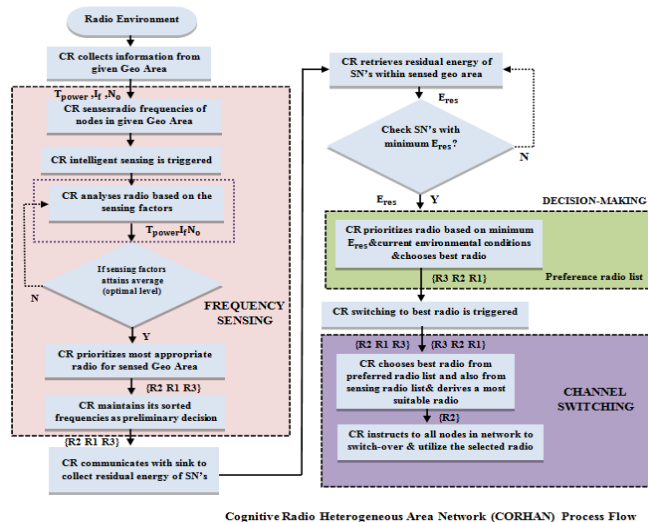 Radio Environment
CR collects information from
given Geo Area
Tpower ,If ,No
CR sensesradio frequencies of
nodes in given Geo Area
CR intelligent sensing is triggered
CR analyses radio based on the
sensing factors
TpowerIfNo
If sensing factors
attains average
(optimal level)
N
FREQUENCY
SENSING
Y
CR prioritizes most appropriate
radio for sensed Geo Area
{R2 R1 R3}
CR maintains its sorted
frequencies as preliminary decision
{R2 R1 R3}
CR communicates with sink to
collect residual energy of SN's
CR retrieves residual energy of
SN's within sensed geo area
Eres
Check SN's with
minimum Eres?
N
Eres
Y
DECISION-MAKING
CR prioritizes radio based on minimum
Eres &current environmental conditions
&chooses best radio
{R3 R2 R1}
Preference radio list
CR switching to best radio is triggered
{R2 R1 R3}
{R3 R2 R1}
CR chooses best radio from
preferred radio list and also from
sensing radio list& derives a most
suitable radio
CHANNEL
SWITCHING
{R2}
CR instructs to all nodes in network to
switch-over & utilize the selected radio
Cognitive Radio Heterogeneous Area Network (CORHAN) Process Flow